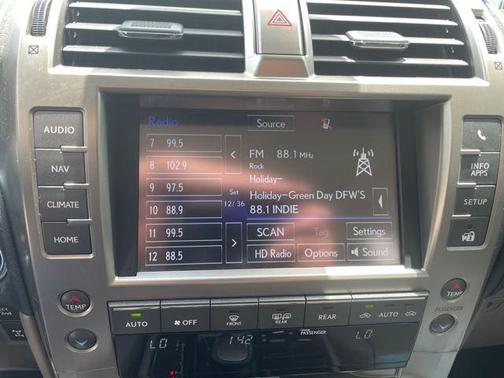 Radio
Source
7 99.5
8 102.9
9 97.5
10 88.9
11 99.5
12 88.5
Set
12/36
FM 88.1 MHz
Rock
Holiday-
Holiday-Green Day DFW'S
88.1 INDIE
SCAN
Tag
Settings
HD Radio
Options
Sound
AUDIO
NAV
CLIMATE
HOME
INFO
APPS
SETUP
TEMP
AUTO
OFF
FRONT
REAR
REAR
AUTO
PASSENGER
TEMP
LO
142
LO